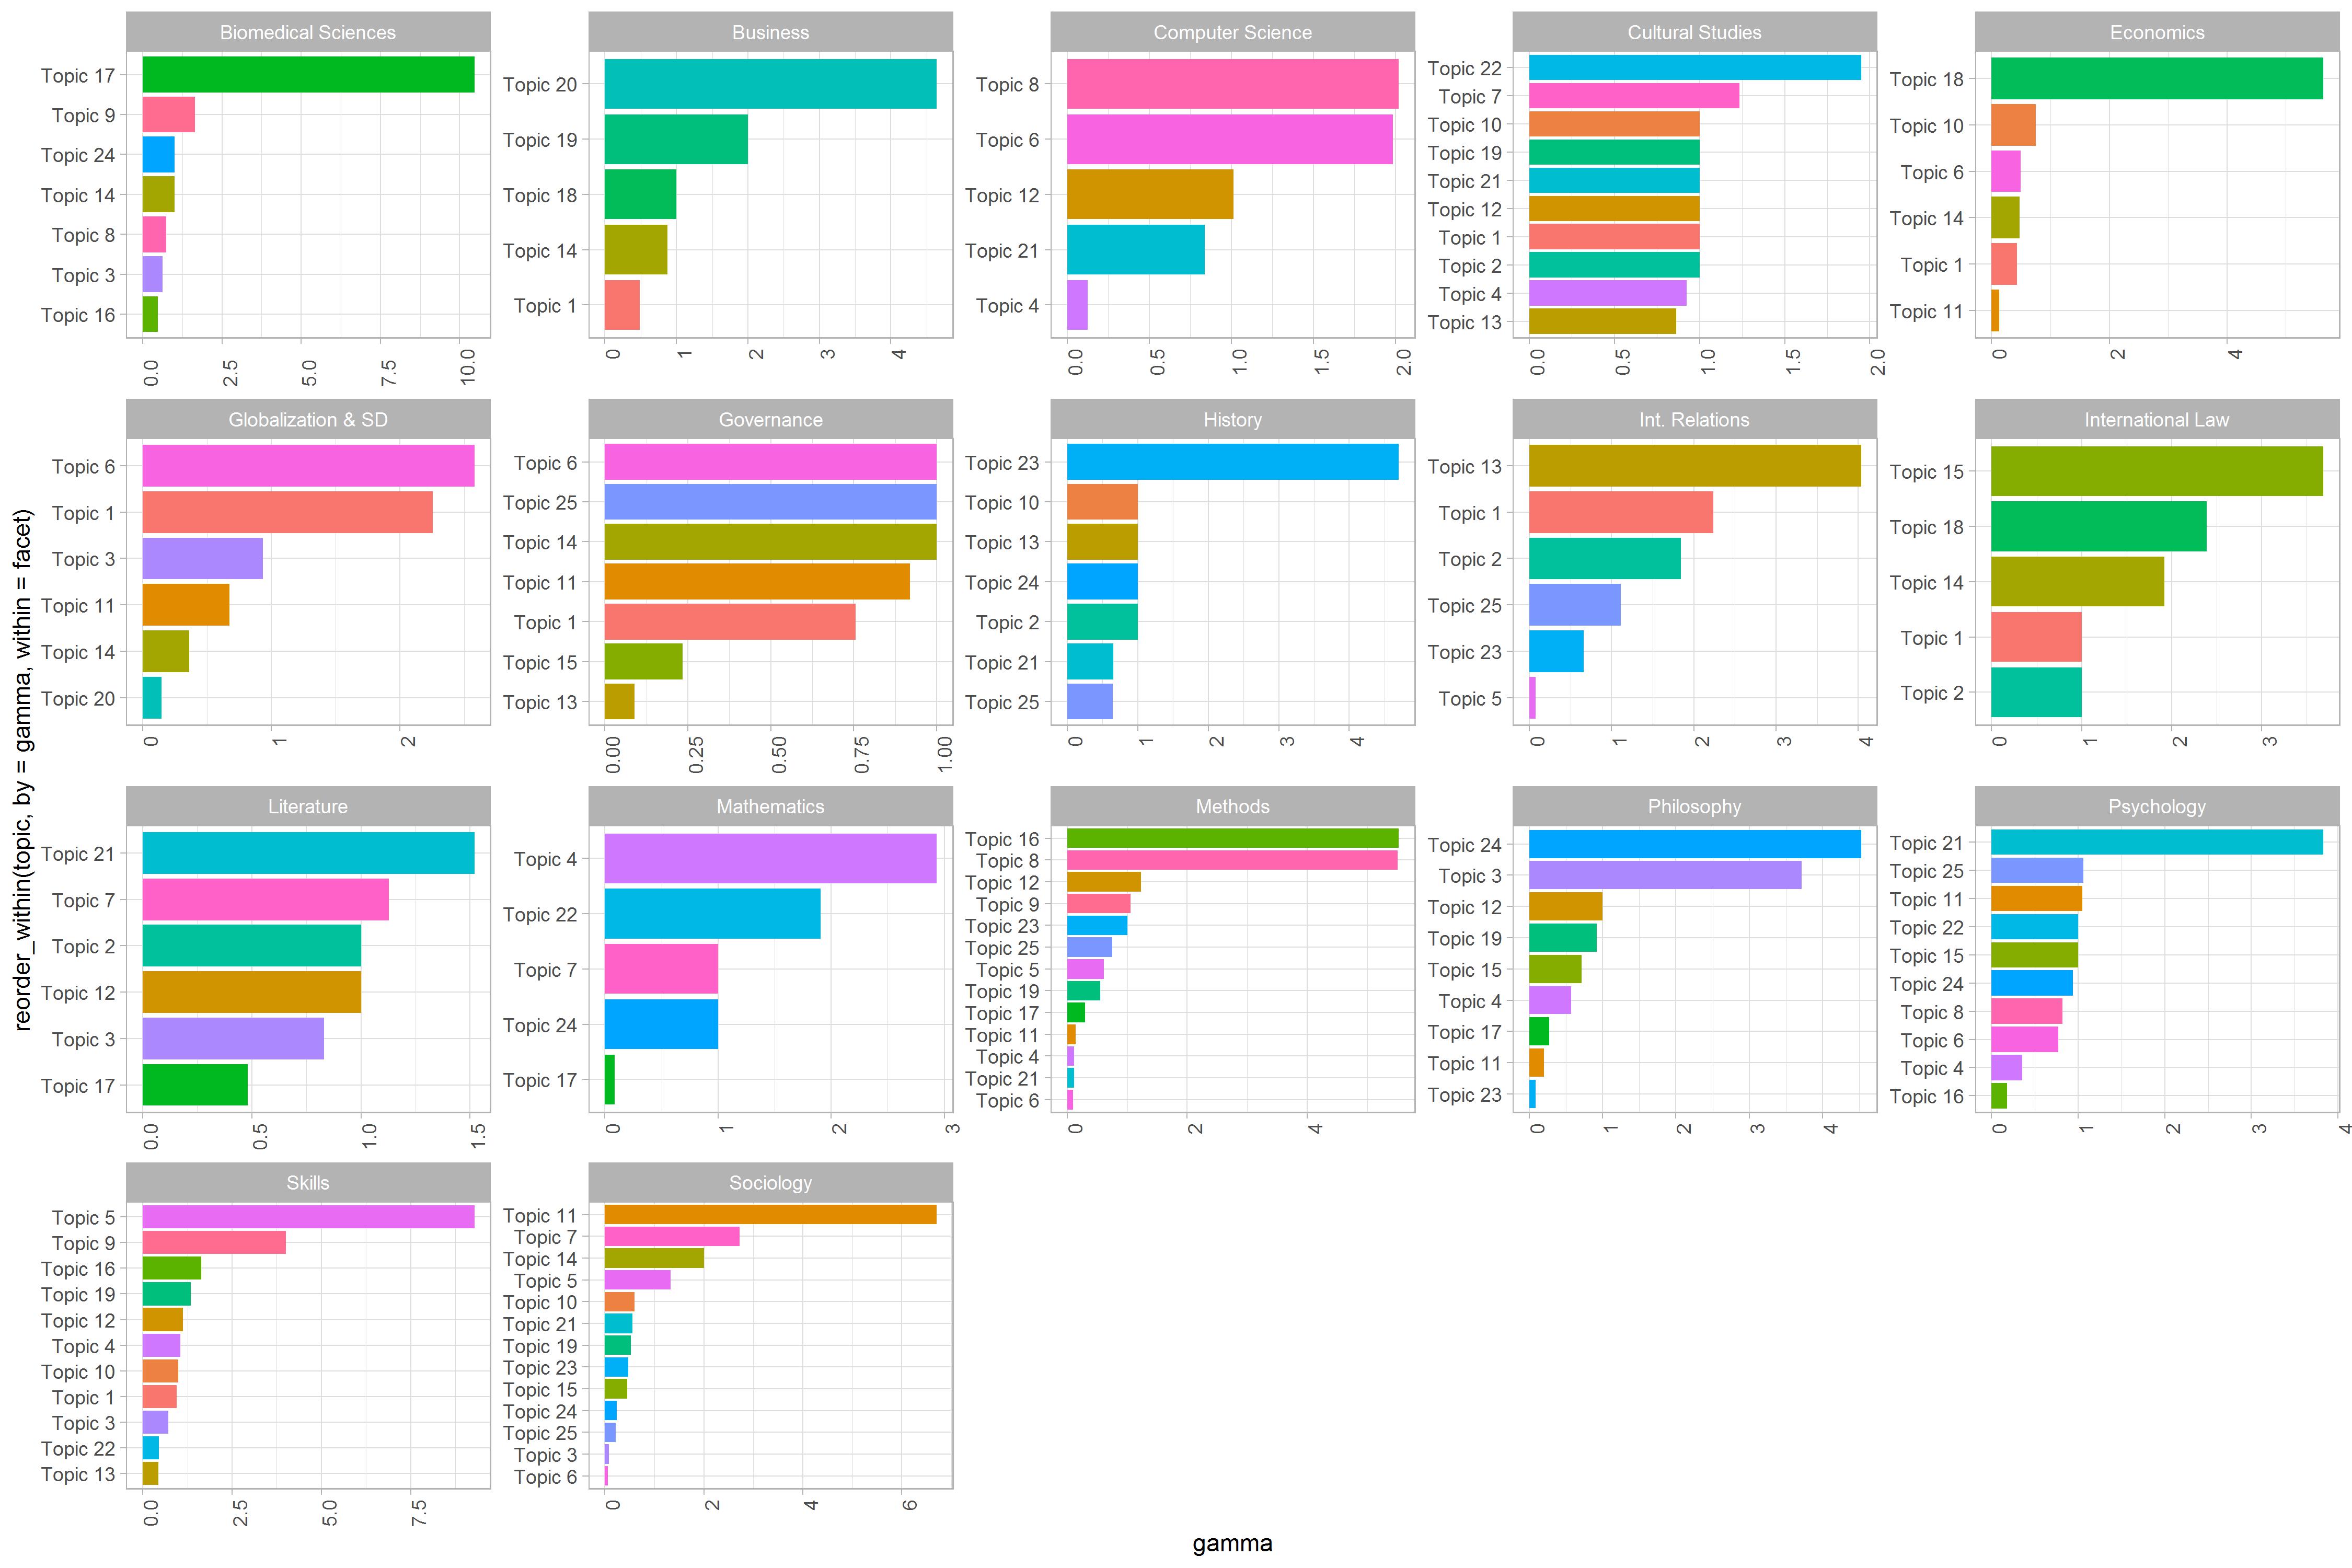 reorder_within(topic, by = gamma, within = facet)
Biomedical Sciences
Topic 17
Topic 9
Topic 24
Topic 14
Topic 8
Topic 3
Topic 16
0.0 2.5 5.0 7.5 10.0
Business
Topic 20
Topic 19
Topic 18
Topic 14
Topic 1
0 1 2 3 4
Computer Science
Topic 8
Topic 6
Topic 12
Topic 21
Topic 4
0.0 0.5 1.0 1.5 2.0
Cultural Studies
Topic 22
Topic 7
Topic 10
Topic 19
Topic 21
Topic 12
Topic 1
Topic 2
Topic 4
Topic 13
0.0 0.5 1.0 1.5 2.0
Economics
Topic 18
Topic 10
Topic 6
Topic 14
Topic 1
Topic 11
0 2 4
Globalization & SD
Topic 6
Topic 1
Topic 3
Topic 11
Topic 14
Topic 20
0 1 2
Governance
Topic 6
Topic 25
Topic 14
Topic 11
Topic 1
Topic 15
Topic 13
0.00 0.25 0.50 0.75 1.00
History
Topic 23
Topic 10
Topic 13
Topic 24
Topic 2
Topic 21
Topic 25
0 1 2 3 4
Int. Relations
Topic 13
Topic 1
Topic 2
Topic 25
Topic 23
Topic 5
0 1 2 3 4
International Law
Topic 15
Topic 18
Topic 14
Topic 1
Topic 2
0 1 2 3
Literature
Topic 21
Topic 7
Topic 2
Topic 12
Topic 3
Topic 17
0.0 0.5 1.0 1.5
Mathematics
Topic 4
Topic 22
Topic 7
Topic 24
Topic 17
0 1 2 3
Methods
Topic 16
Topic 8
Topic 12
Topic 9
Topic 23
Topic 25
Topic 5
Topic 19
Topic 17
Topic 11
Topic 4
Topic 21
Topic 6
0 2 4
Philosophy
Topic 24
Topic 3
Topic 12
Topic 19
Topic 15
Topic 4
Topic 17
Topic 11
Topic 23
0 1 2 3 4
Psychology
Topic 21
Topic 25
Topic 11
Topic 22
Topic 15
Topic 24
Topic 8
Topic 6
Topic 4
Topic 16
0 1 2 3 4
Skills
Topic 5
Topic 9
Topic 16
Topic 19
Topic 12
Topic 4
Topic 10
Topic 1
Topic 3
Topic 22
Topic 13
0.0 2.5 5.0 7.5
Sociology
Topic 11
Topic 7
Topic 14
Topic 5
Topic 10
Topic 21
Topic 19
Topic 23
Topic 15
Topic 24
Topic 25
Topic 3
Topic 6
0 2 4 6
gamma